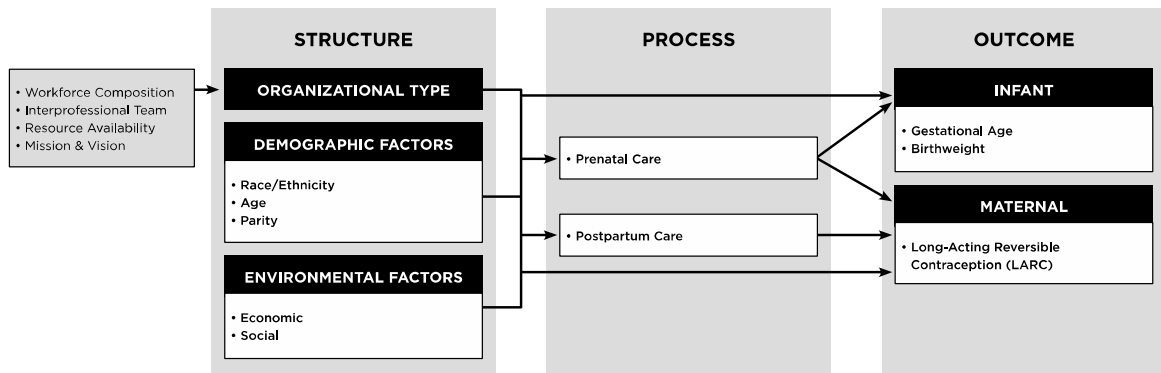 STRUCTURE
PROCESS
OUTCOME
• Workforce Composition
• Interprofessional Team
• Resource Availability
• Mission & Vision
ORGANIZATIONAL TYPE
DEMOGRAPHIC FACTORS
• Race/Ethnicity
• Age
• Parity
ENVIRONMENTAL FACTORS
• Economic
• Social
• Prenatal Care
• Postpartum Care
INFANT
• Gestational Age
• Birthweight
MATERNAL
• Long-Acting Reversible
Contraception (LARC)